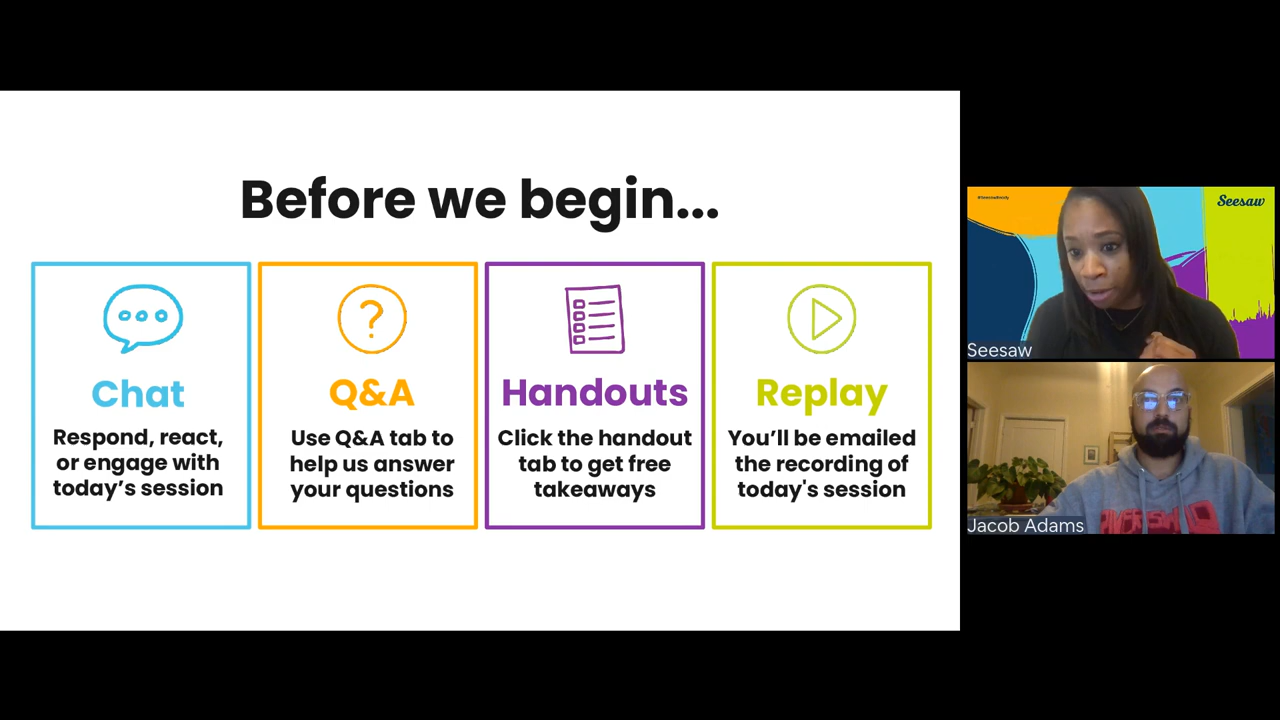 Before we begin...
Chat
Respond, react,
or engage with
today’s session
Q&A
Use Q&A tab to
help us answer
your questions
Handouts
Click the handout
tab to get free
takeaways
Replay
You’ll be emailed
the recording of
today's session
Seesaw
Seesaw
Jacob Adams